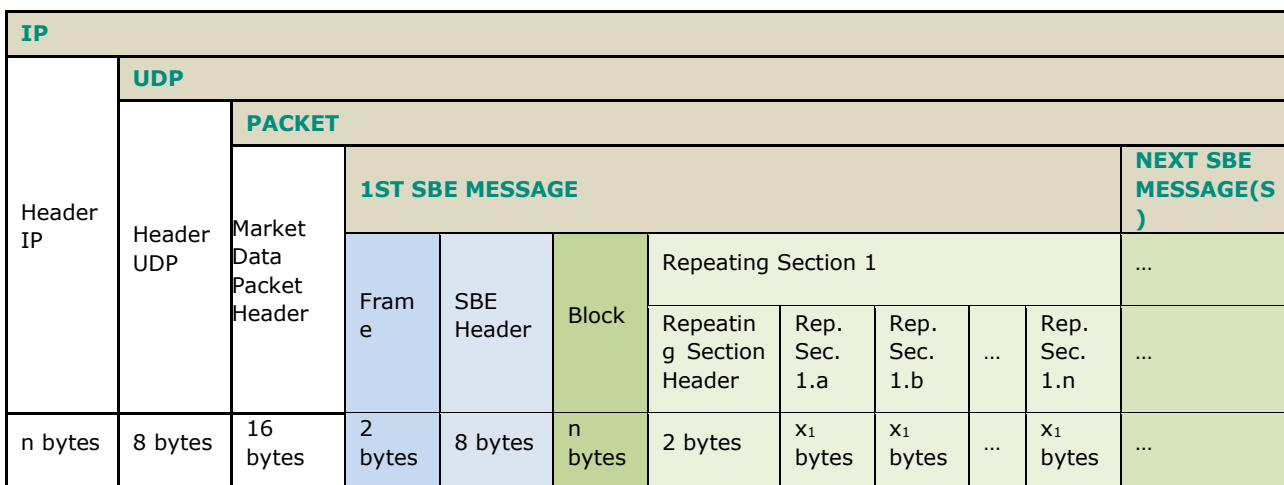 IP
UDP
PACKET
Header
IP
Header
UDP
Market
Data
Packet
Header
1ST SBE MESSAGE
NEXT SBE
MESSAGE(S
)
Fram
e
SBE
Header
Block
Repeating Section 1
…
Repeatin
g Section
Header
Rep.
Sec.
1.a
Rep.
Sec.
1.b
…
Rep.
Sec.
1.n
…
n bytes
8 bytes
16
bytes
2
bytes
8 bytes
n
bytes
2 bytes
x₁
bytes
x₁
bytes
…
x₁
bytes
…